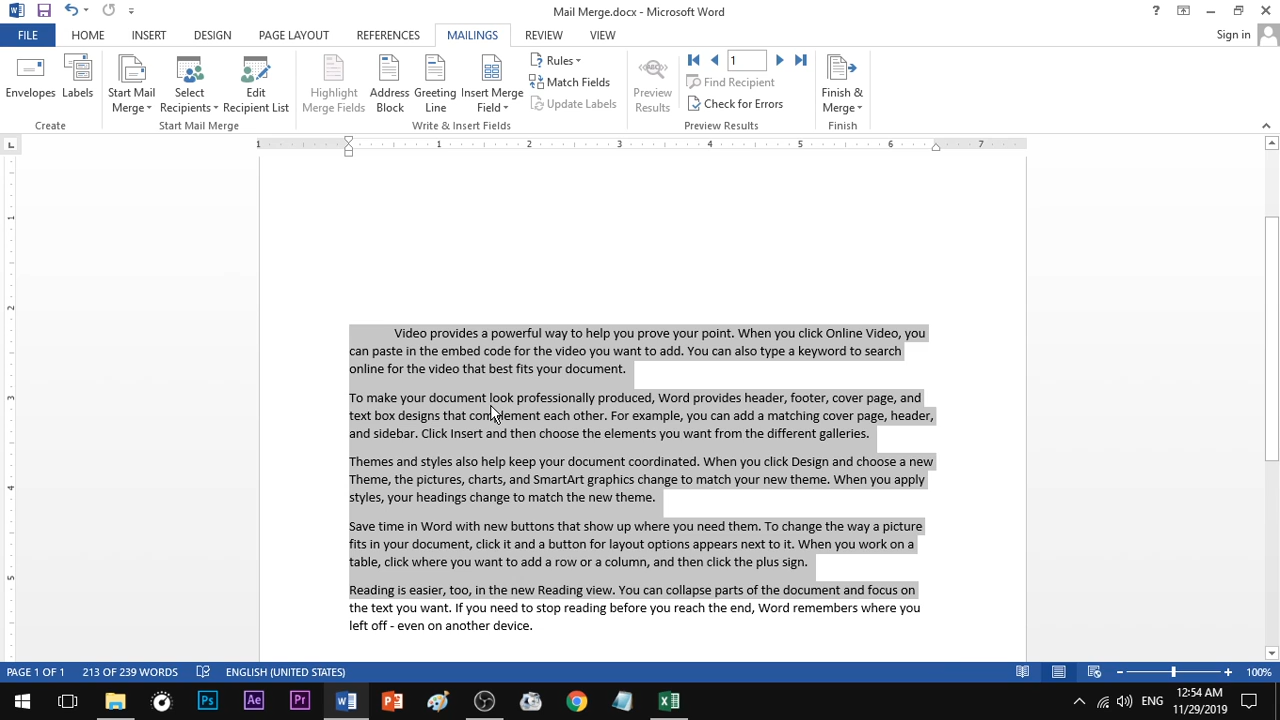 Mail Merge.docx - Microsoft Word
?
FILE HOME INSERT DESIGN PAGE LAYOUT REFERENCES MAILINGS REVIEW VIEW Sign in
Envelopes Labels Start Mail Merge Select Recipients Edit Recipient List Highlight Merge Fields Address Block Greeting Line Insert Merge Field Rules Match Fields Update Labels Preview Results 1 Find Recipient Check for Errors Finish & Merge
Create Start Mail Merge Write & Insert Fields Preview Results Finish
1 1 2 3 4 5 6 7
1
2
3
4
5
Video provides a powerful way to help you prove your point. When you click Online Video, you
can paste in the embed code for the video you want to add. You can also type a keyword to search
online for the video that best fits your document.
To make your document look professionally produced, Word provides header, footer, cover page, and
text box designs that complement each other. For example, you can add a matching cover page, header,
and sidebar. Click Insert and then choose the elements you want from the different galleries.
Themes and styles also help keep your document coordinated. When you click Design and choose a new
Theme, the pictures, charts, and SmartArt graphics change to match your new theme. When you apply
styles, your headings change to match the new theme.
Save time in Word with new buttons that show up where you need them. To change the way a picture
fits in your document, click it and a button for layout options appears next to it. When you work on a
table, click where you want to add a row or a column, and then click the plus sign.
Reading is easier, too, in the new Reading view. You can collapse parts of the document and focus on
the text you want. If you need to stop reading before you reach the end, Word remembers where you
left off - even on another device.
PAGE 1 OF 1 213 OF 239 WORDS ENGLISH (UNITED STATES) 100%
Ps Ae Pr ENG 12:54 AM
11/29/2019